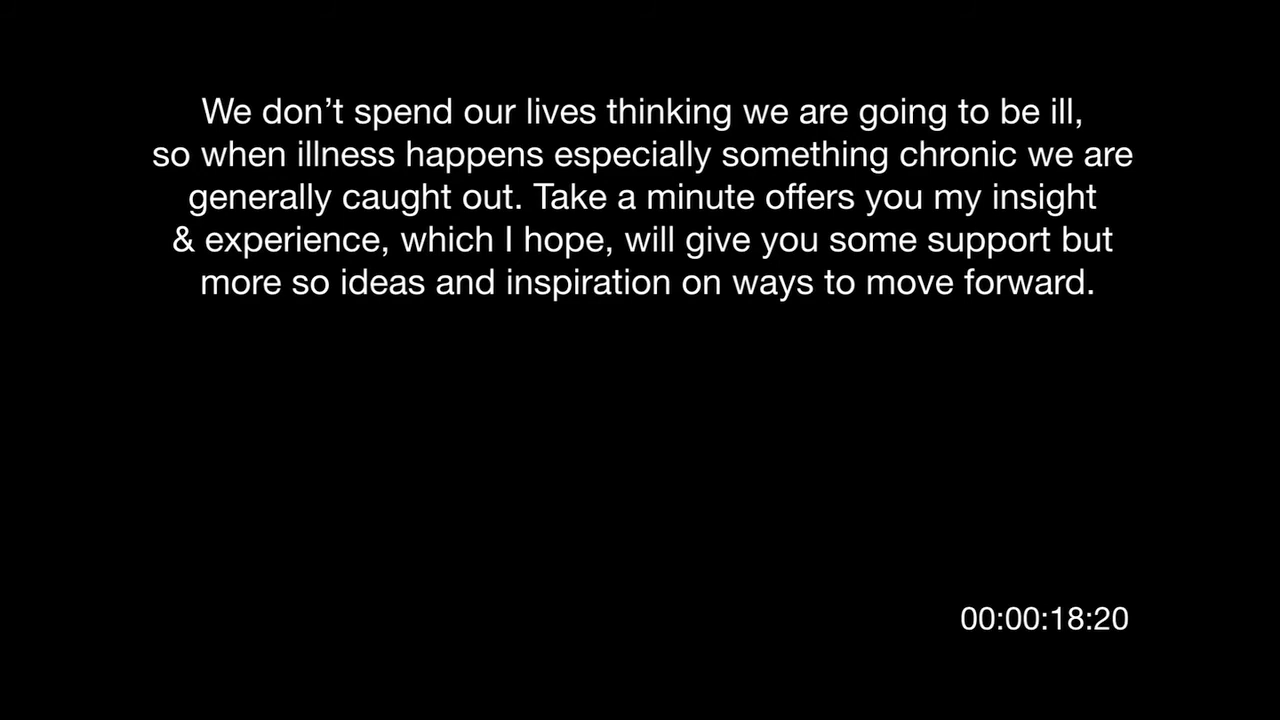 We don’t spend our lives thinking we are going to be ill,
so when illness happens especially something chronic we are
generally caught out. Take a minute offers you my insight
& experience, which I hope, will give you some support but
more so ideas and inspiration on ways to move forward.
00:00:18:20